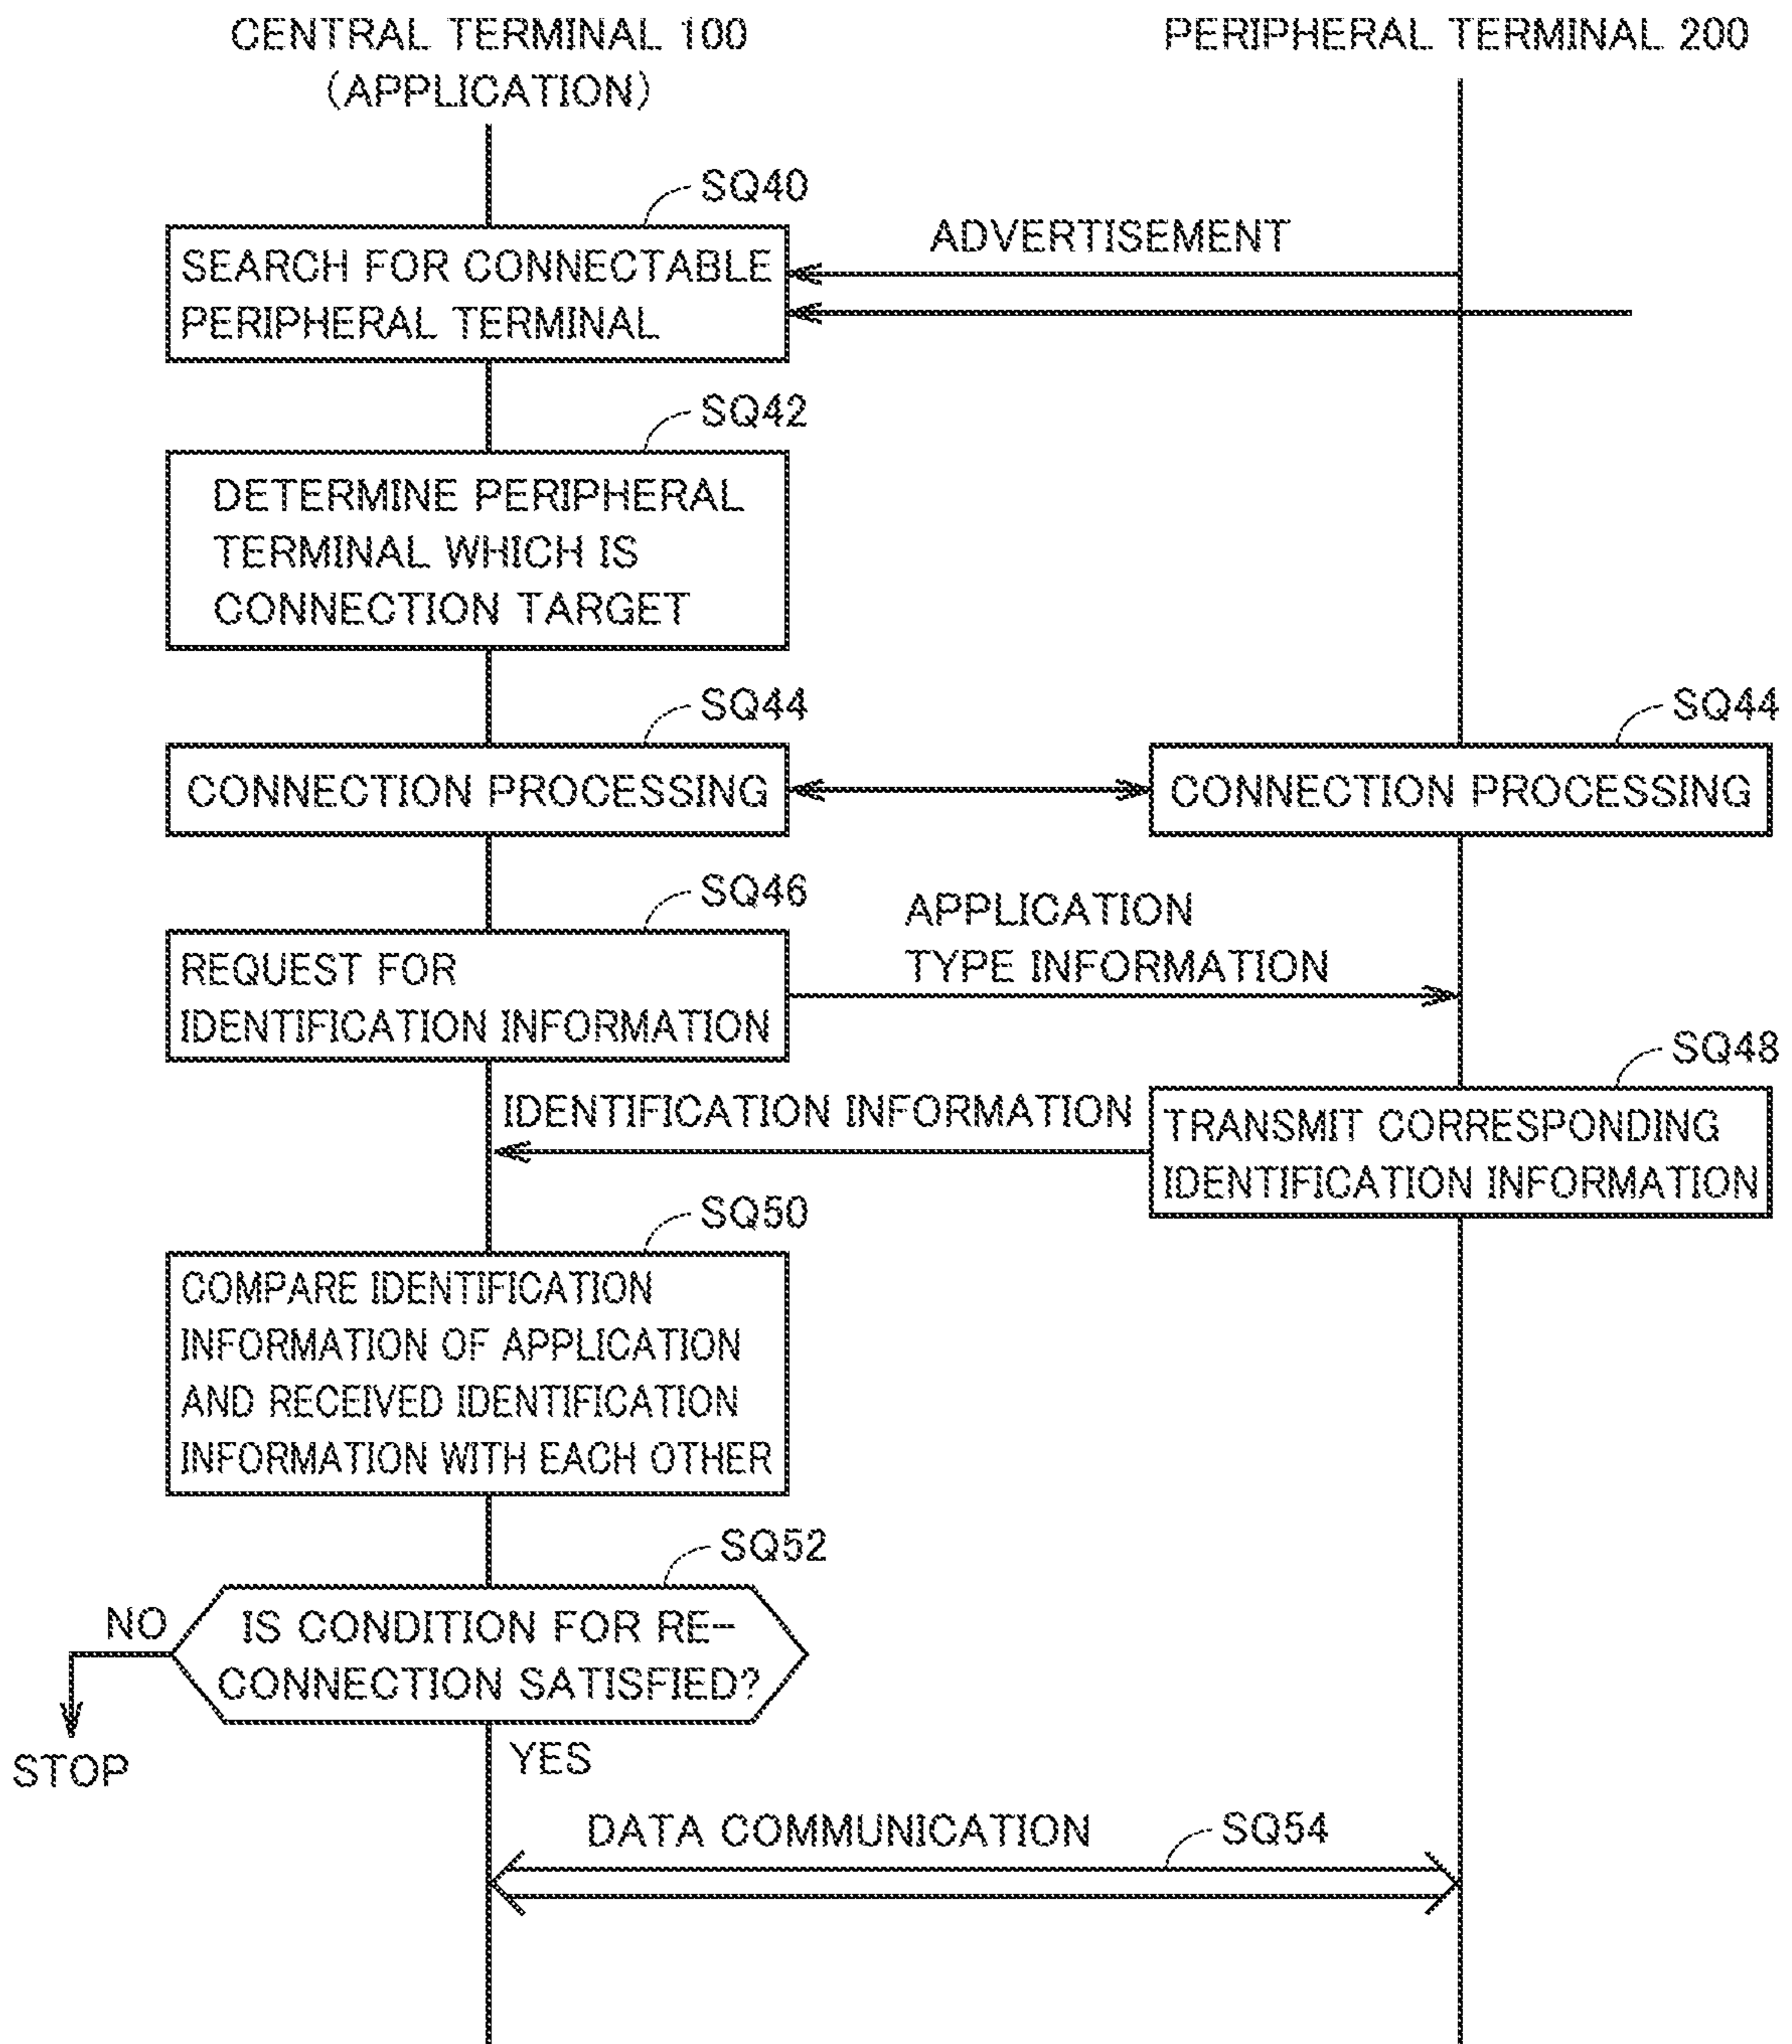 CENTRAL TERMINAL 100
(APPLICATION)
PERIPHERAL TERMINAL 200
SQ40
SEARCH FOR CONNECTABLE
PERIPHERAL TERMINAL
ADVERTISEMENT
SQ42
DETERMINE PERIPHERAL
TERMINAL WHICH IS
CONNECTION TARGET
SQ44
CONNECTION PROCESSING
SQ44
CONNECTION PROCESSING
SQ46
REQUEST FOR
IDENTIFICATION INFORMATION
APPLICATION
TYPE INFORMATION
SQ48
TRANSMIT CORRESPONDING
IDENTIFICATION INFORMATION
IDENTIFICATION INFORMATION
SQ50
COMPARE IDENTIFICATION
INFORMATION OF APPLICATION
AND RECEIVED IDENTIFICATION
INFORMATION WITH EACH OTHER
SQ52
IS CONDITION FOR RE-
CONNECTION SATISFIED?
NO
STOP
YES
DATA COMMUNICATION
SQ54